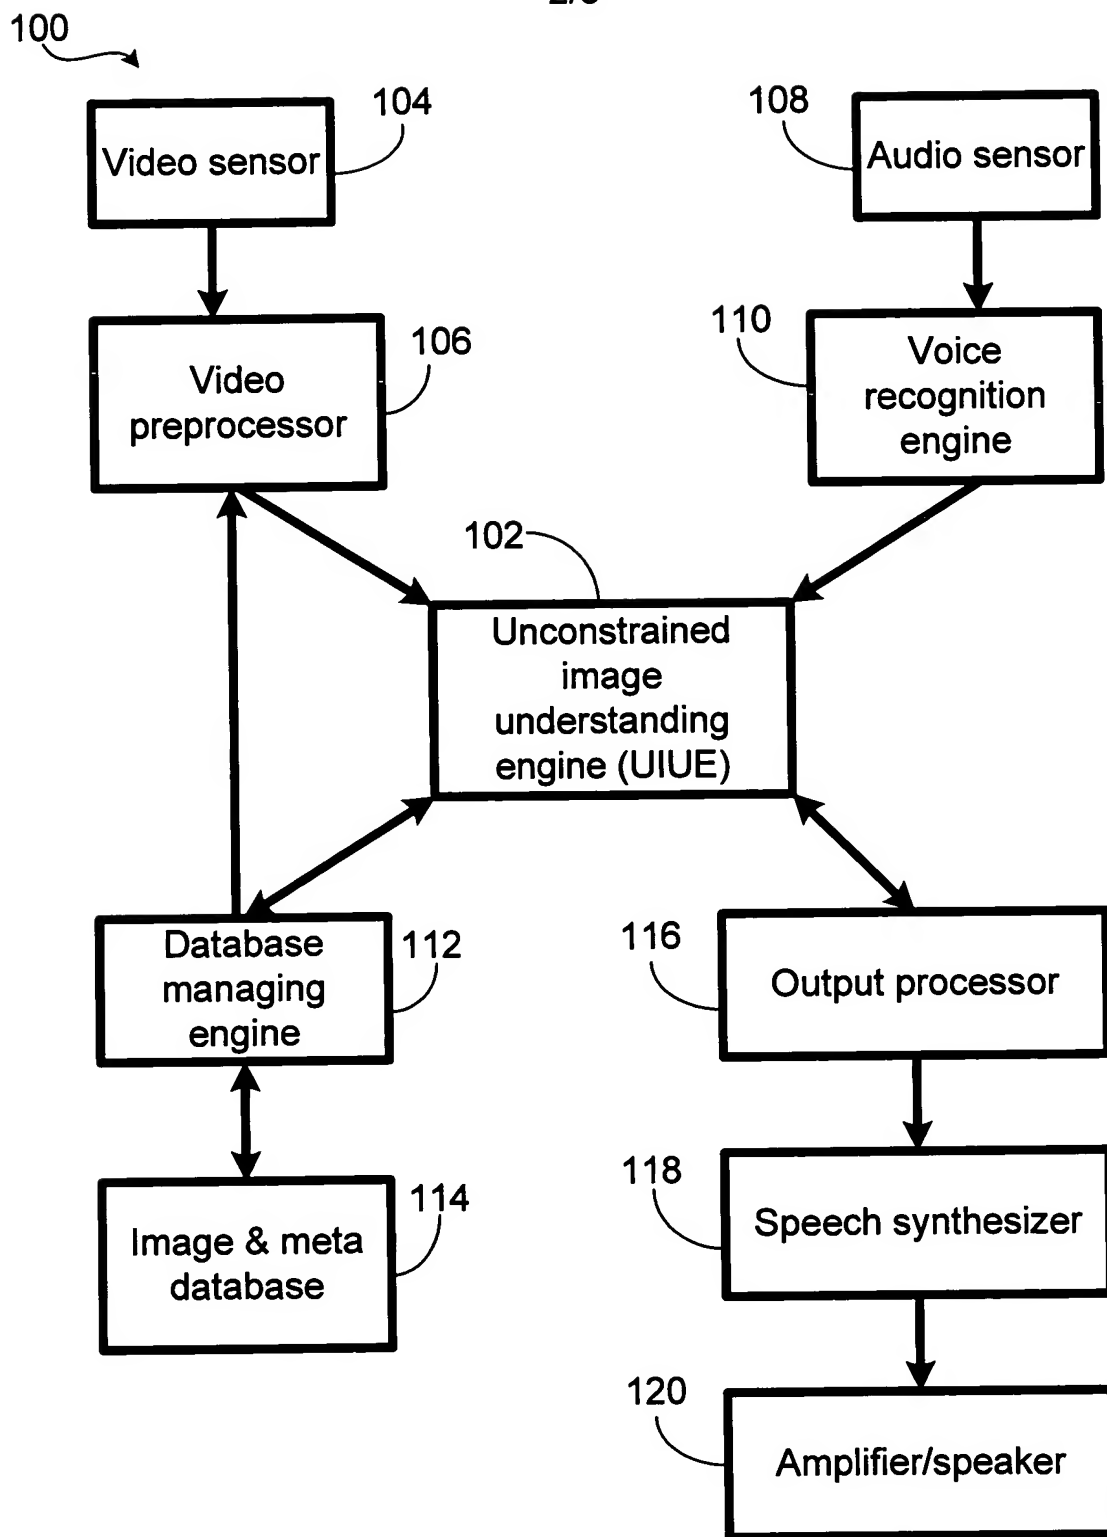 100
104
Video sensor
108
Audio sensor
106
Video
preprocessor
110
Voice
recognition
engine
102
Unconstrained
image
understanding
engine (UIUE)
112
Database
managing
engine
116
Output processor
114
Image & meta
database
118
Speech synthesizer
120
Amplifier/speaker